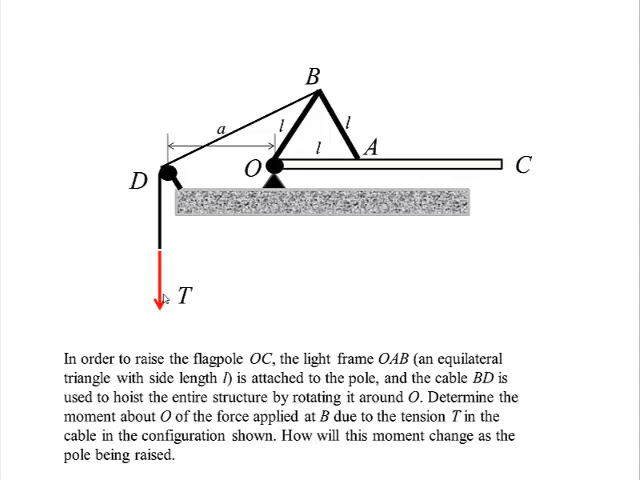 B
a
l
l
l
A
O
C
D
T
In order to raise the flagpole OC, the light frame OAB (an equilateral
triangle with side length l) is attached to the pole, and the cable BD is
used to hoist the entire structure by rotating it around O. Determine the
moment about O of the force applied at B due to the tension T in the
cable in the configuration shown. How will this moment change as the
pole being raised.